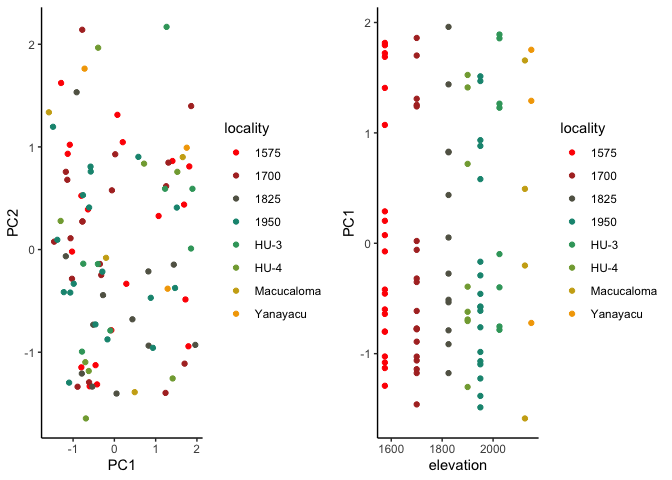 PC2
2
1
0
-1
-1
0
1
2
PC1
locality
1575
1700
1825
1950
HU-3
HU-4
Macucaloma
Yanayacu
PC1
2
1
0
-1
1600
1800
2000
elevation
locality
1575
1700
1825
1950
HU-3
HU-4
Macucaloma
Yanayacu